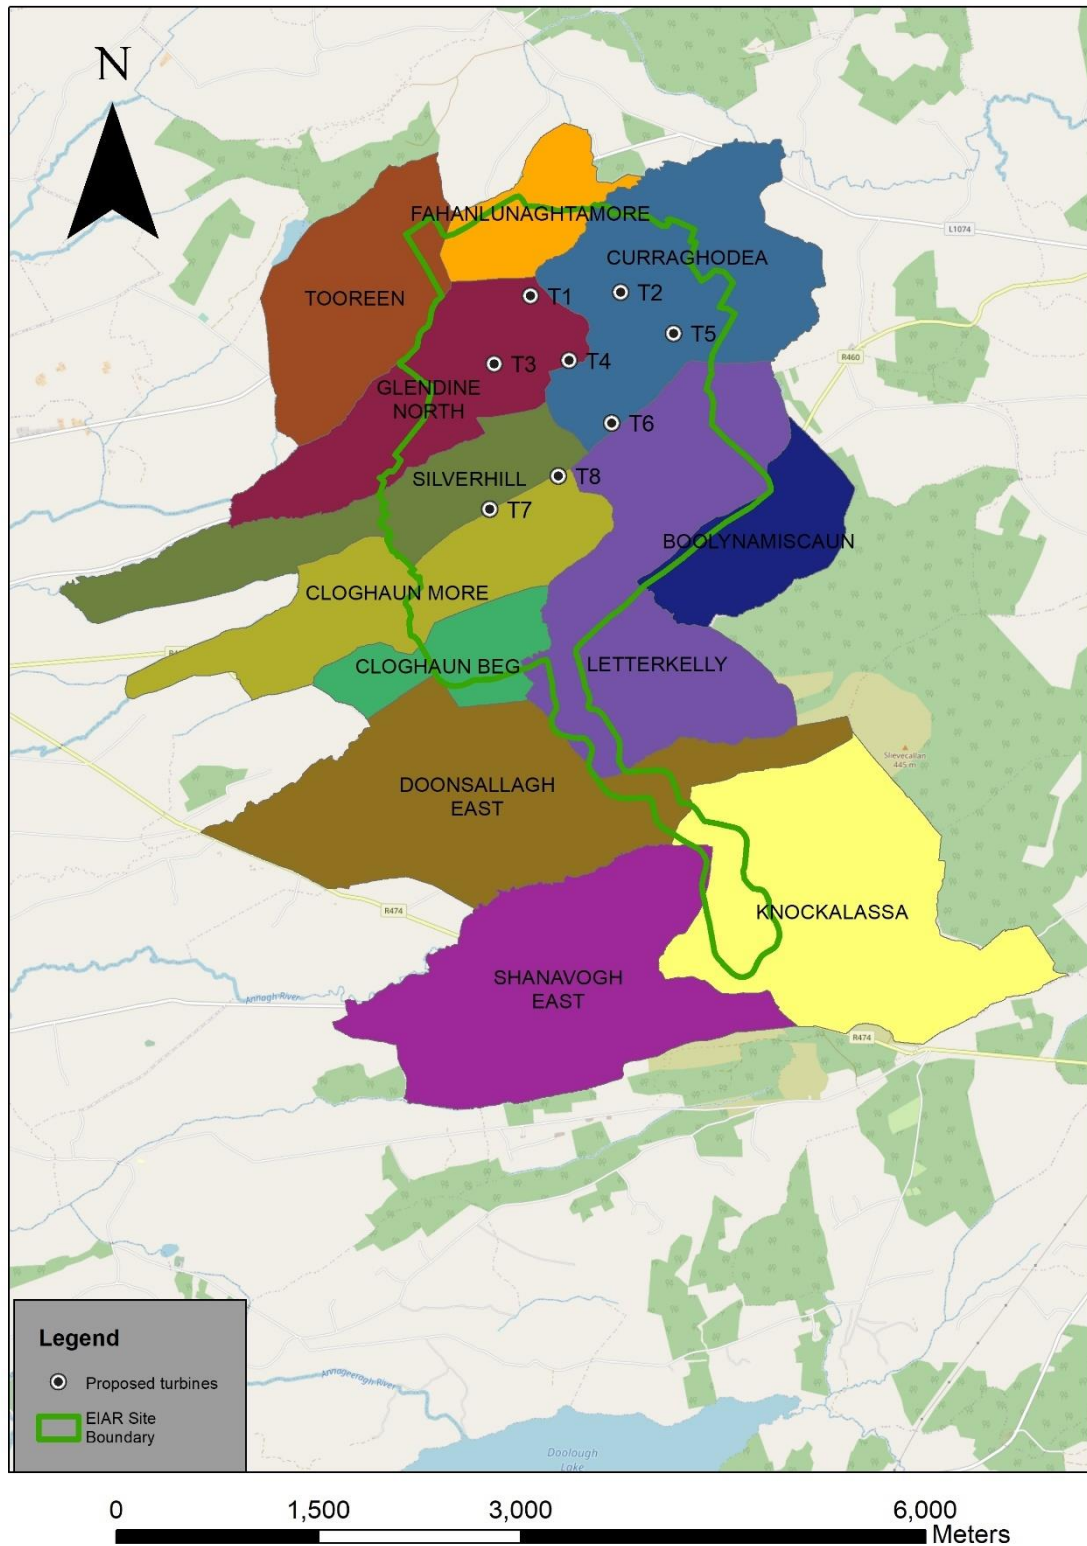 N
FAHANLUNAGHTAMORE
L1074
CURRAGHODEA
TOOREEN
T1
T2
T5
R460
T3
T4
GLENDINE
NORTH
T6
SILVERHILL
T8
T7
BOOLYNAMISCAUN
CLOGHAUN MORE
CLOGHAUN BEG
LETTERKELLY
Slievecallan
445 m
DOONSALLAGH
EAST
R474
KNOCKALASSA
SHANAVOGH
EAST
Annagh River
R474
Legend
Proposed turbines
EIAR Site
Boundary
Annageeragh River
Doolough
Lake
0
1,500
3,000
6,000
Meters